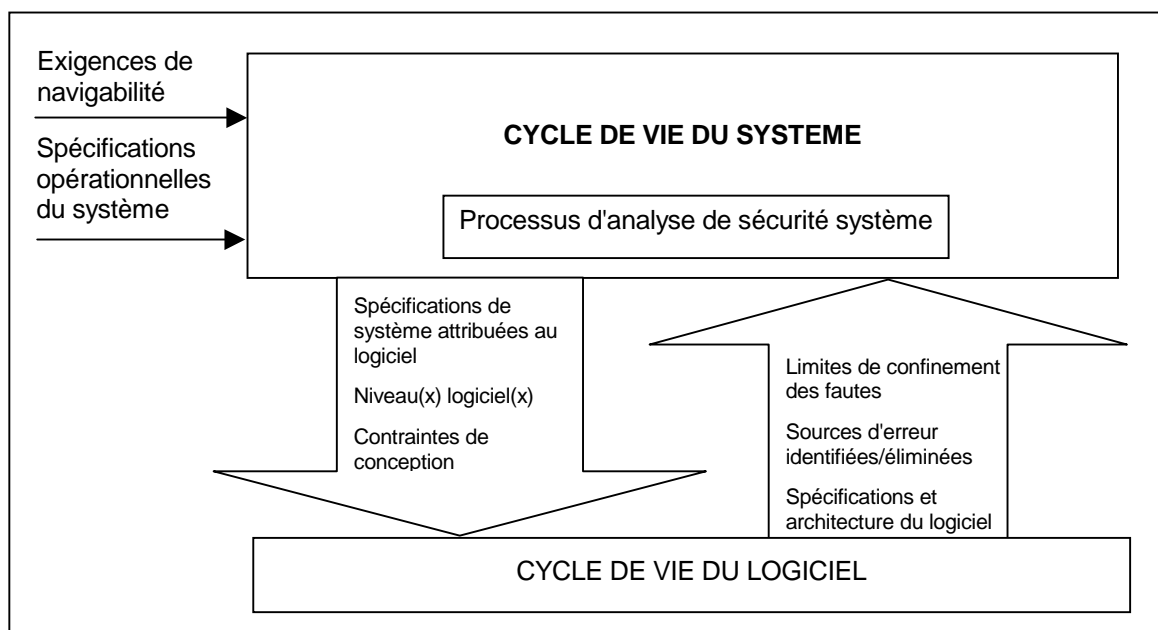 Exigences de
navigabilité
Spécifications
opérationnelles
du système
CYCLE DE VIE DU SYSTEME
Processus d'analyse de sécurité système
Spécifications de
système attribuées au
logiciel
Niveau(x) logiciel(x)
Contraintes de
conception
Limites de confinement
des fautes
Sources d'erreur
identifiées/éliminées
Spécifications et
architecture du logiciel
CYCLE DE VIE DU LOGICIEL